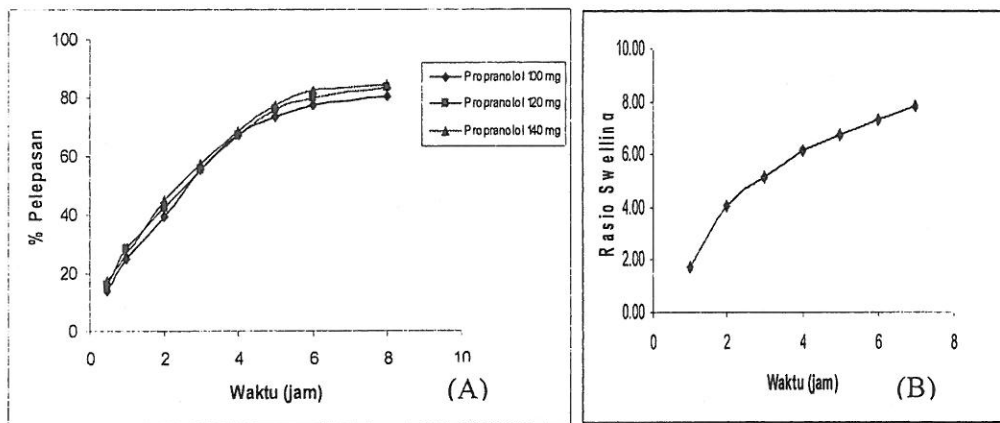 100
80
60
40
20
0
% Pelepasan
0 2 4 6 8 10
Waktu (jam)
(A)
Propranolol 100 mg
Propranolol 120 mg
Propranolol 140 mg
10.00
8.00
6.00
4.00
2.00
0.00
Rasio Swellina
0 2 4 6 8
Waktu (jam)
(B)